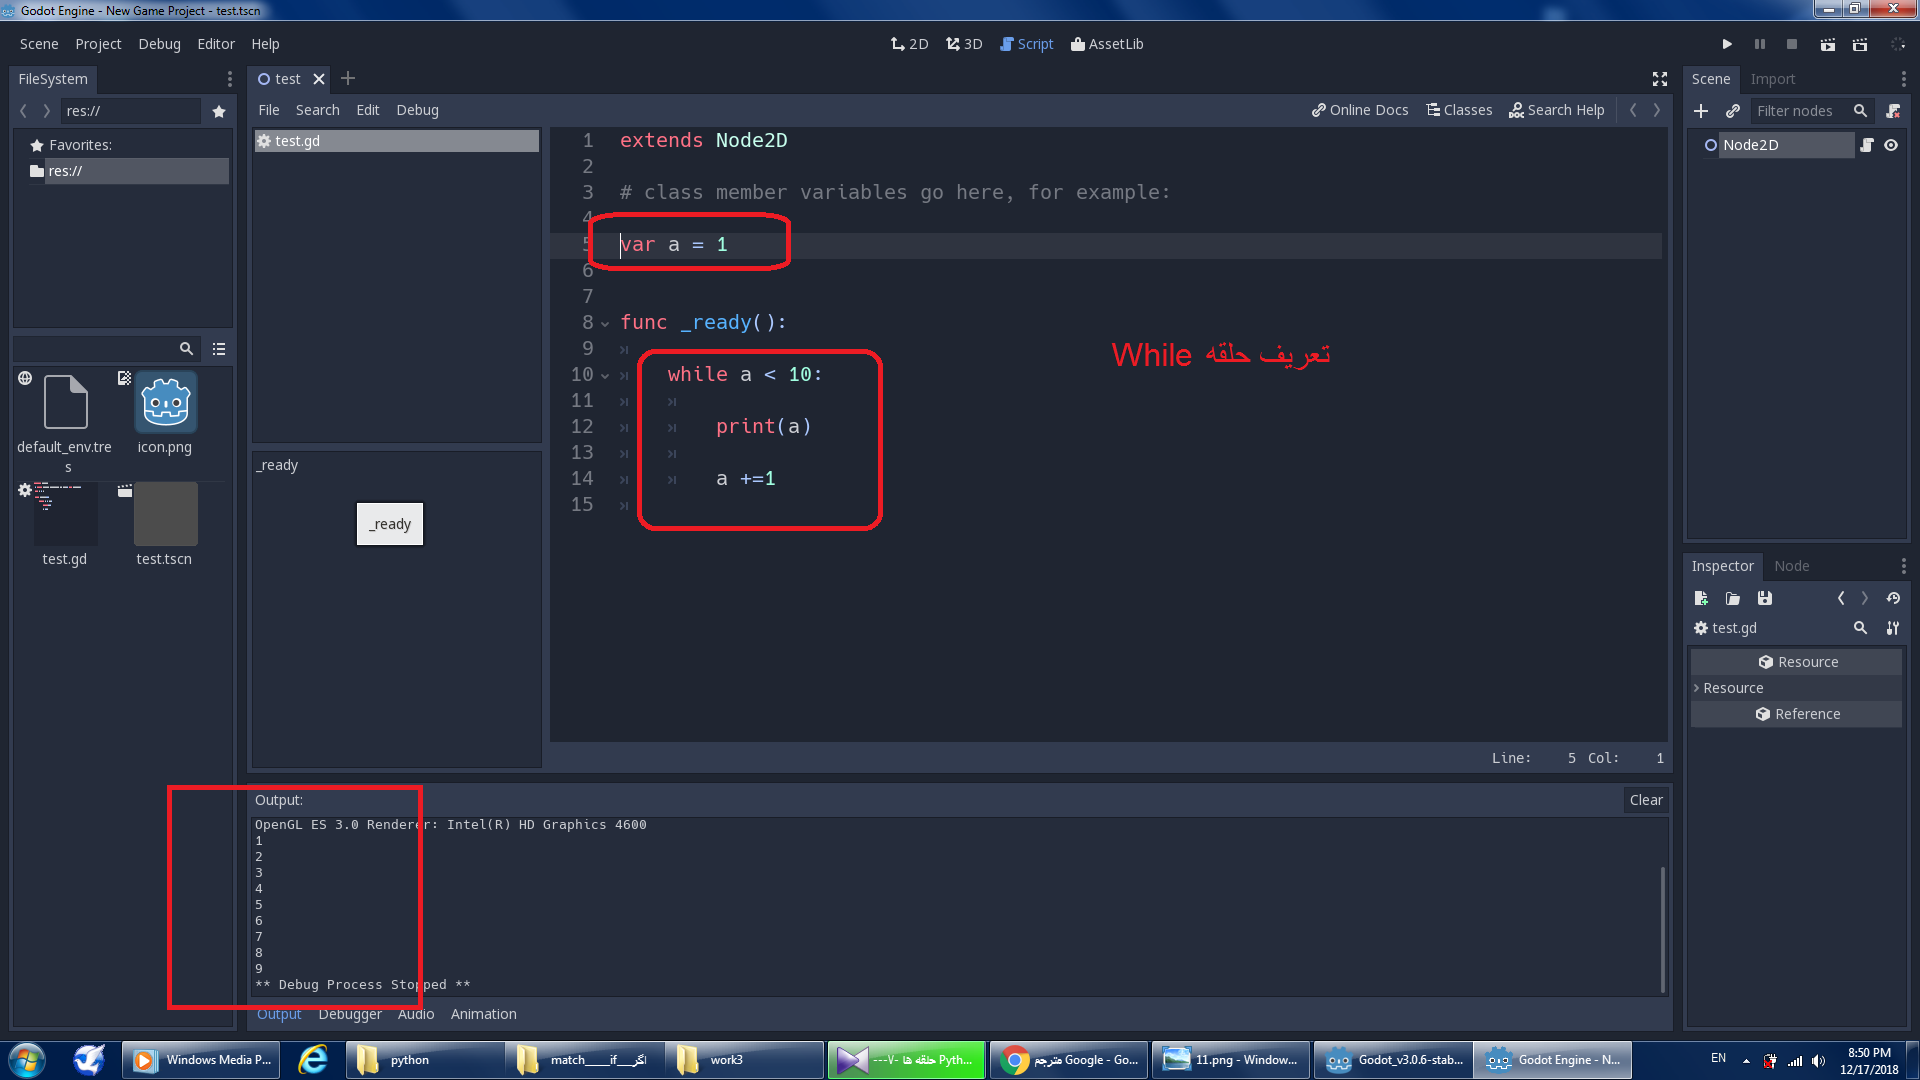 Godot Engine - New Game Project - test.tscn
Scene Project Debug Editor Help
2D 3D Script AssetLib
FileSystem
res://
Favorites:
res://
default_env.tre
s
icon.png
test.gd
test.tscn
test
File Search Edit Debug
Online Docs Classes Search Help
test.gd
_ready
_ready
1 extends Node2D
2
3 # class member variables go here, for example:
4
5 var a = 1
6
7
8 func _ready():
9
10 while a < 10:
11
12 print(a)
13
14 a +=1
15
تعریف حلقه While
Line: 5 Col: 1
Output:
Clear
OpenGL ES 3.0 Renderer: Intel(R) HD Graphics 4600
1
2
3
4
5
6
7
8
9
** Debug Process Stopped **
Output Debugger Audio Animation
Scene Import
Filter nodes
Node2D
Inspector Node
test.gd
Resource
Resource
Reference
Windows Media P...
python
match____if___اگر
work3
---۷- حلقه ها Pyth...
مترجم Google - Go...
11.png - Window...
Godot_v3.0.6-stab...
Godot Engine - N...
EN
8:50 PM
12/17/2018